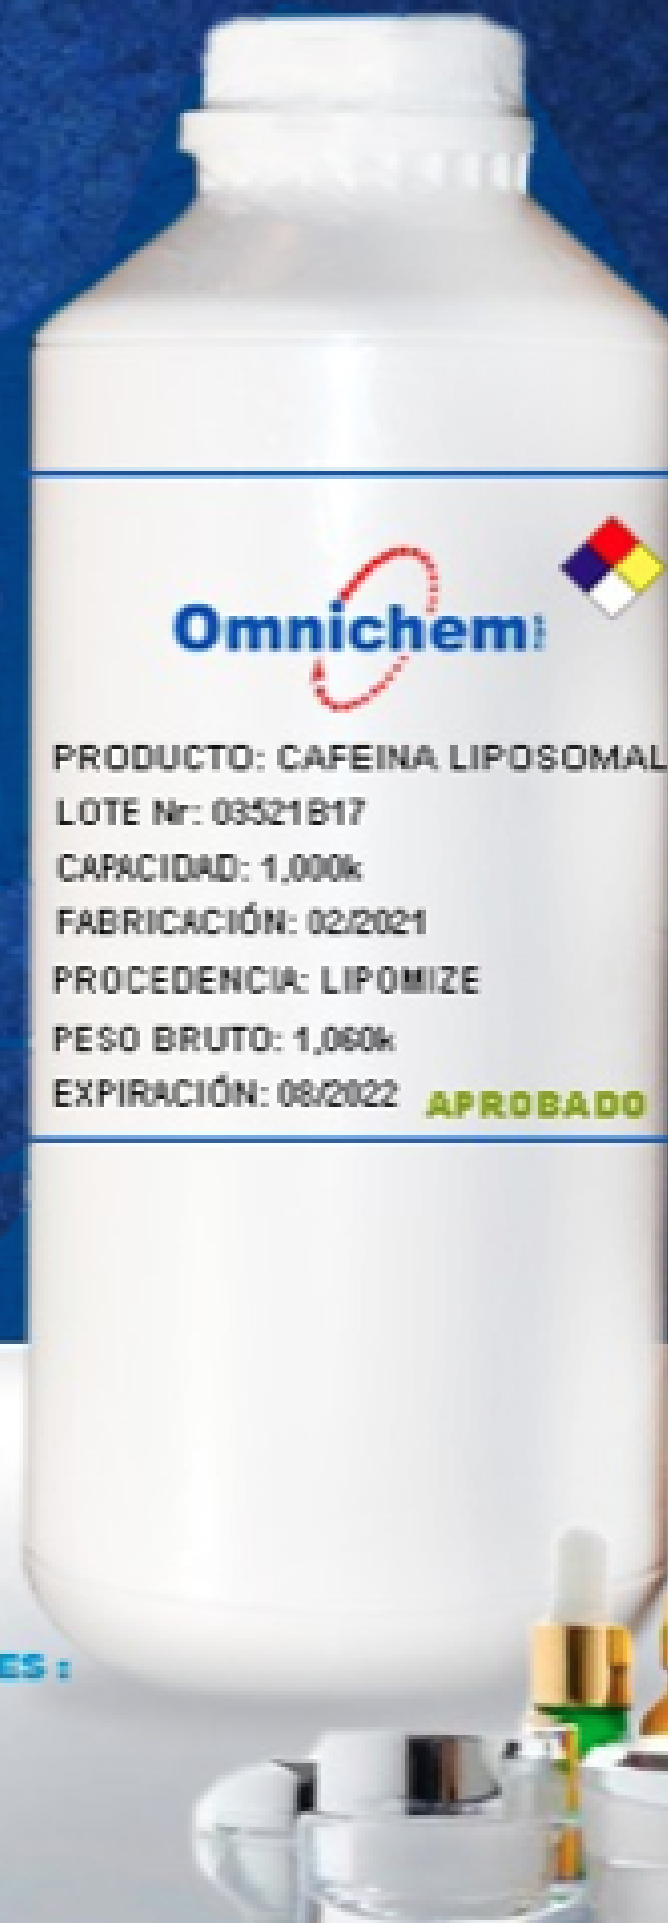 Omnichem
PRODUCTO: CAFEINA LIPOSOMAL
LOTE Nr: 03521B17
CAPACIDAD: 1,000k
FABRICACIÓN: 02/2021
PROCEDENCIA: LIPOMIZE
PESO BRUTO: 1,060k
EXPIRACIÓN: 08/2022
APROBADO
ES :